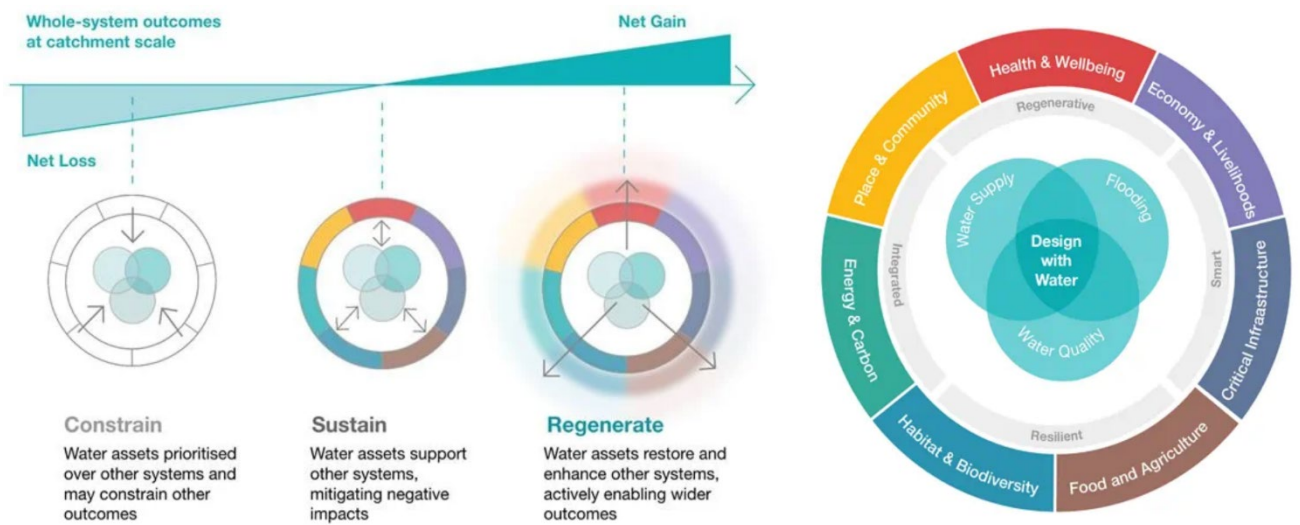 Whole-system outcomes
at catchment scale
Net Gain
Net Loss
Constrain
Water assets prioritised
over other systems and
may constrain other
outcomes
Sustain
Water assets support
other systems,
mitigating negative
impacts
Regenerate
Water assets restore and
enhance other systems,
actively enabling wider
outcomes
Health & Wellbeing
Economy & Livelihoods
Critical Infraastructure
Food and Agriculture
Habitat & Biodiversity
Energy & Carbon
Place & Community
Regenerative
Smart
Resilient
Integrated
Water Supply
Flooding
Water Quality
Design
with
Water